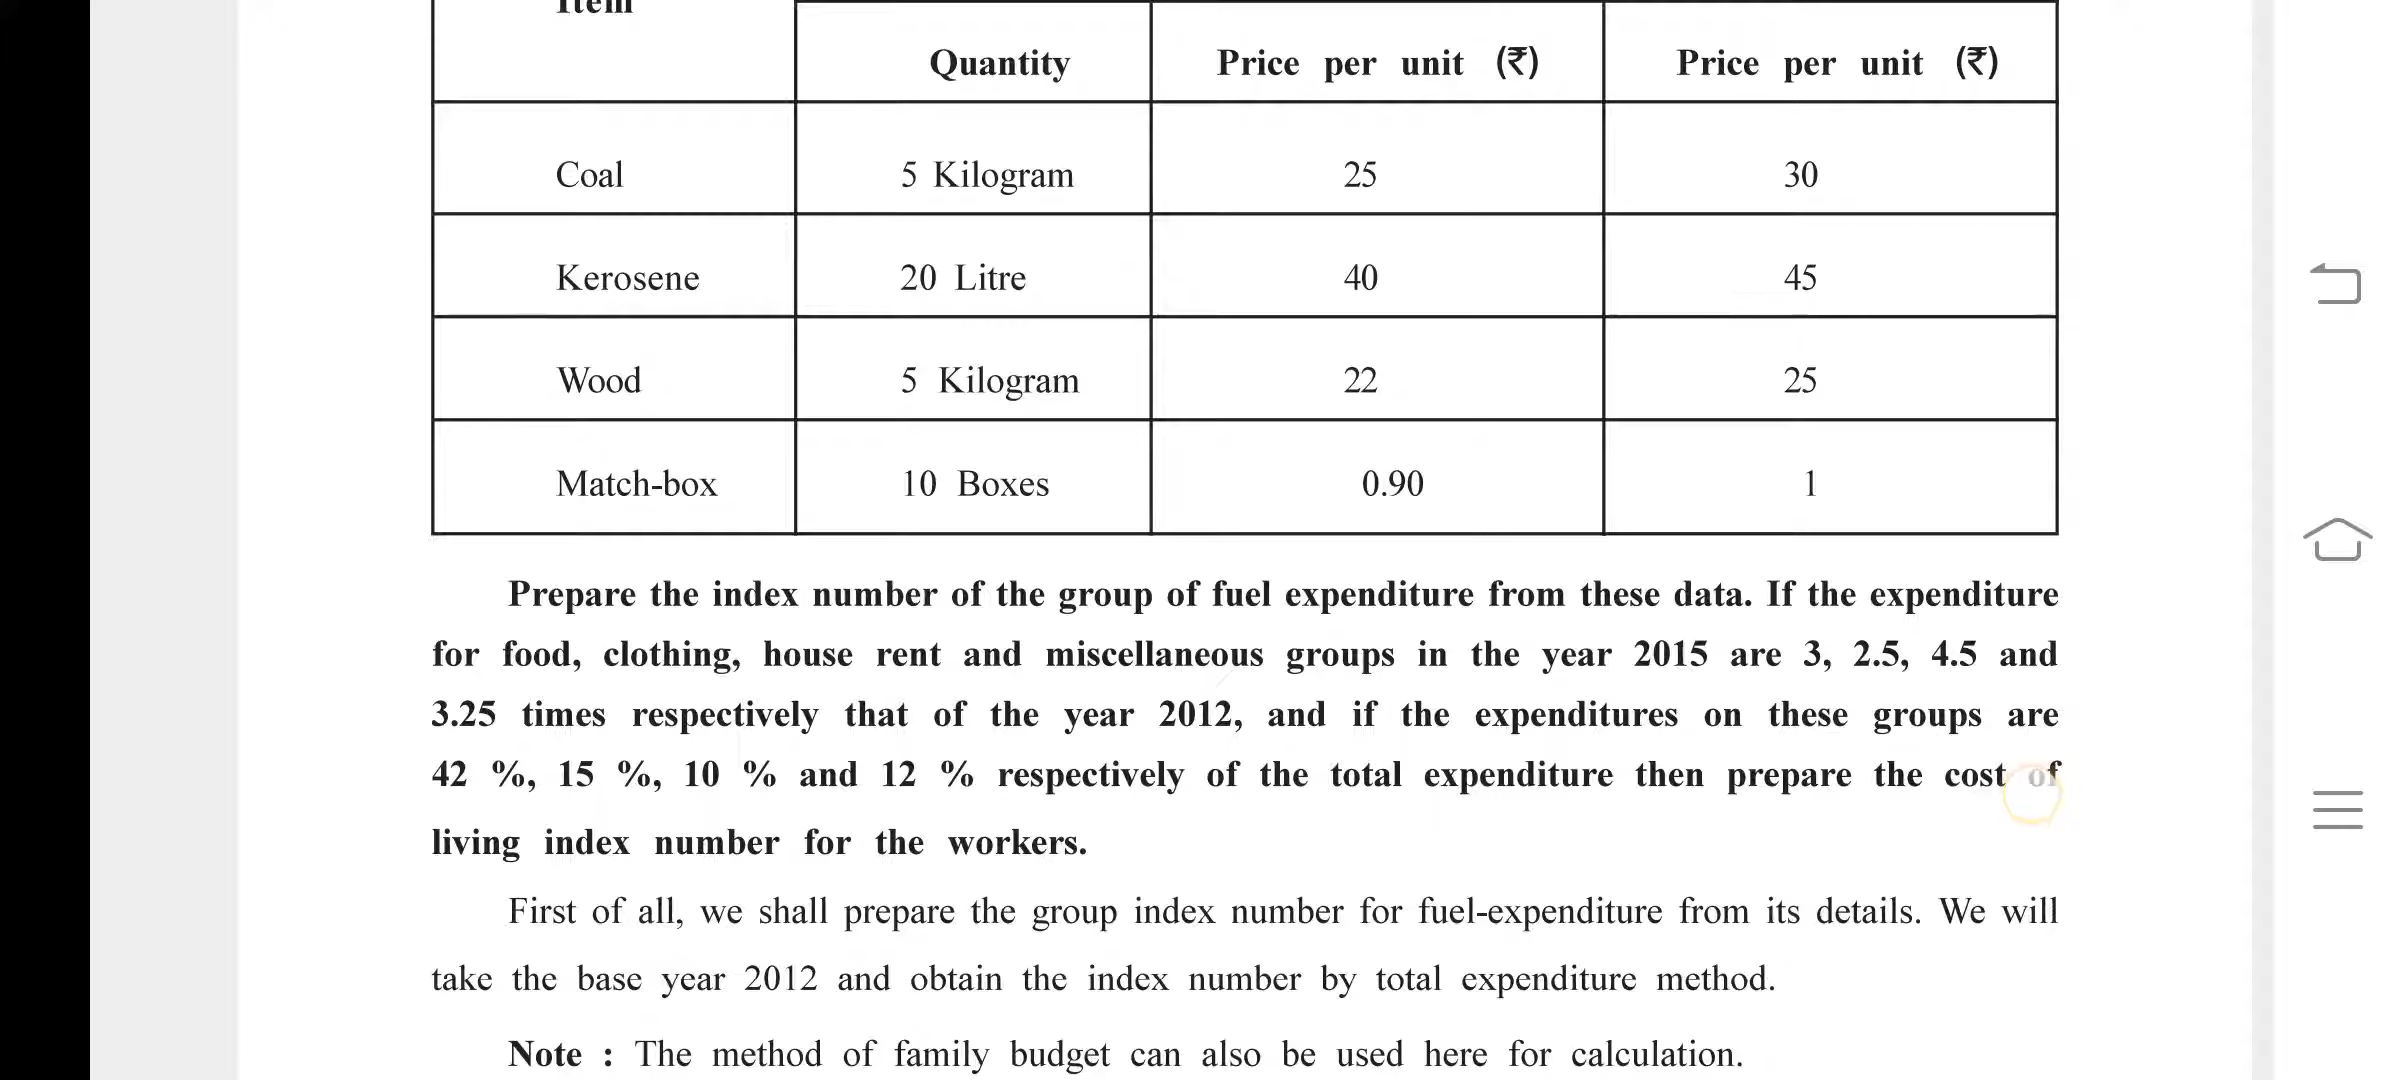 Item
Quantity Price per unit (₹) Price per unit (₹)
Coal 5 Kilogram 25 30
Kerosene 20 Litre 40 45
Wood 5 Kilogram 22 25
Match-box 10 Boxes 0.90 1
Prepare the index number of the group of fuel expenditure from these data. If the expenditure
for food, clothing, house rent and miscellaneous groups in the year 2015 are 3, 2.5, 4.5 and
3.25 times respectively that of the year 2012, and if the expenditures on these groups are
42 %, 15 %, 10 % and 12 % respectively of the total expenditure then prepare the cost of
living index number for the workers.
First of all, we shall prepare the group index number for fuel-expenditure from its details. We will
take the base year 2012 and obtain the index number by total expenditure method.
Note : The method of family budget can also be used here for calculation.